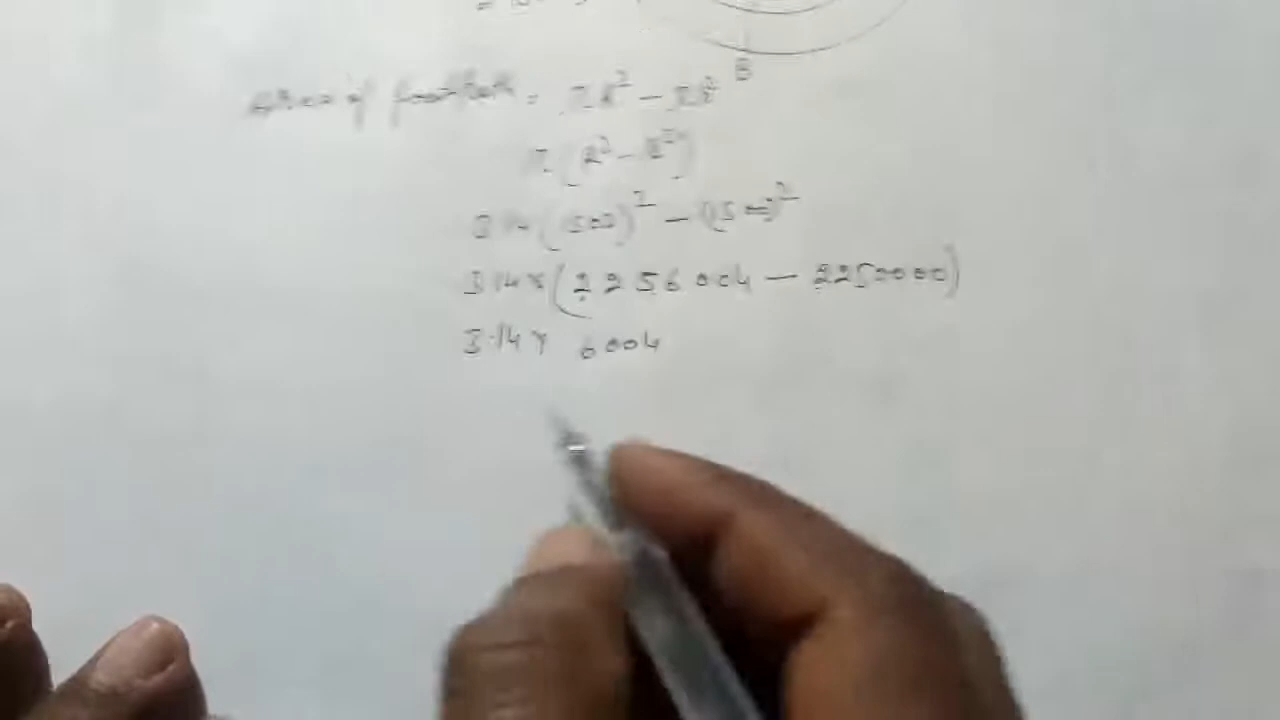 B
Area of footPath = πR² – πr²
π(R² – r²)
3.14(1502)² – (1500)²
3.14×(2256004 – 2250000)
3.14× 6004